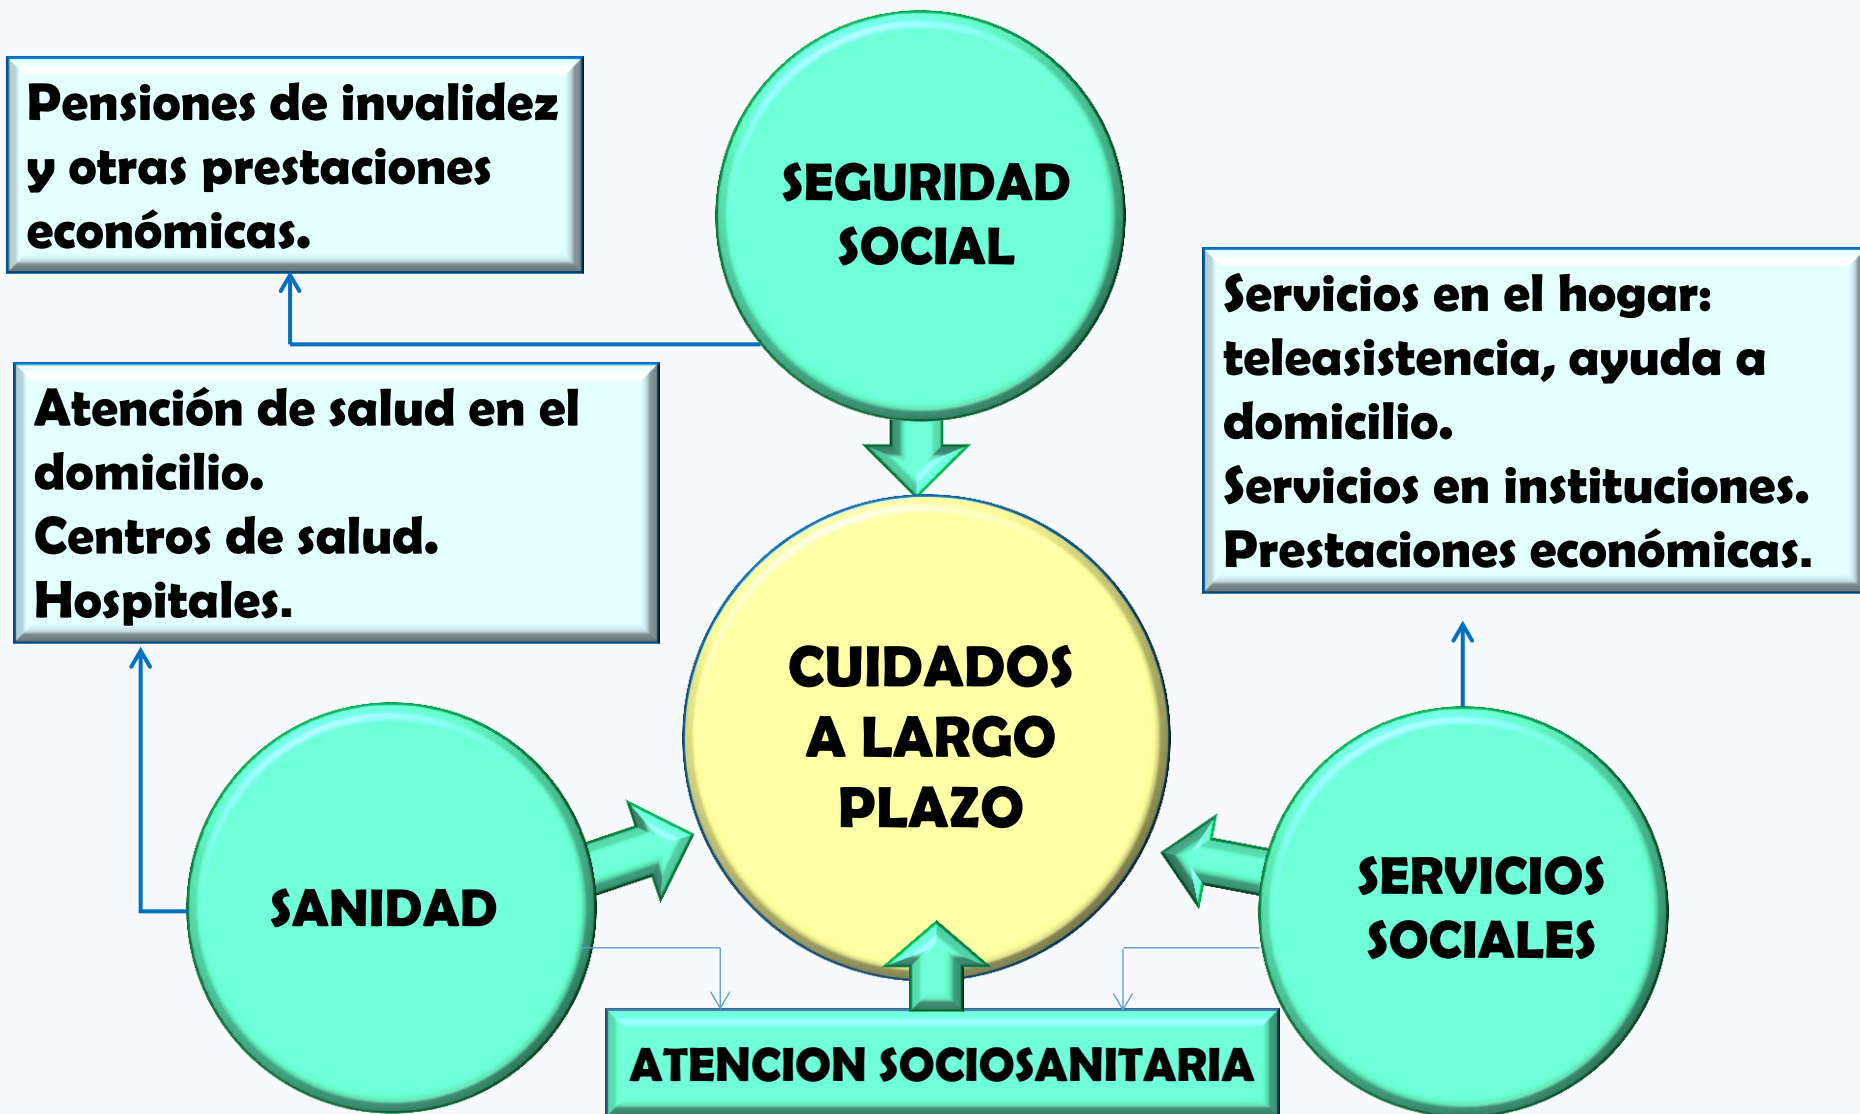 Pensiones de invalidez
y otras prestaciones
económicas.
SEGURIDAD
SOCIAL
Servicios en el hogar:
teleasistencia, ayuda a
domicilio.
Servicios en instituciones.
Prestaciones económicas.
Atención de salud en el
domicilio.
Centros de salud.
Hospitales.
CUIDADOS
A LARGO
PLAZO
SANIDAD
SERVICIOS
SOCIALES
ATENCION SOCIOSANITARIA